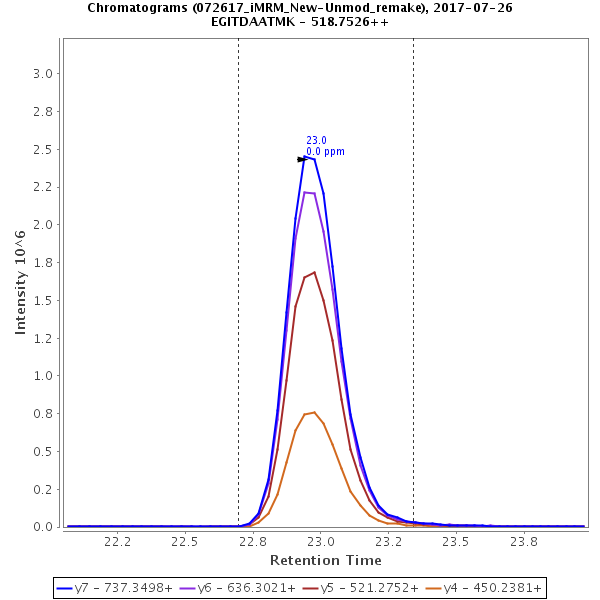 Chromatograms (072617_iMRM_New-Unmod_remake), 2017-07-26
EGITDAATMK - 518.7526++
3.0
2.8
2.5
2.2
2.0
1.8
1.5
1.2
1.0
0.8
0.5
0.2
0.0
Intensity 10^6
23.0
0.0 ppm
22.2
22.5
22.8
23.0
23.2
23.5
23.8
Retention Time
y7 - 737.3498+
y6 - 636.3021+
y5 - 521.2752+
y4 - 450.2381+